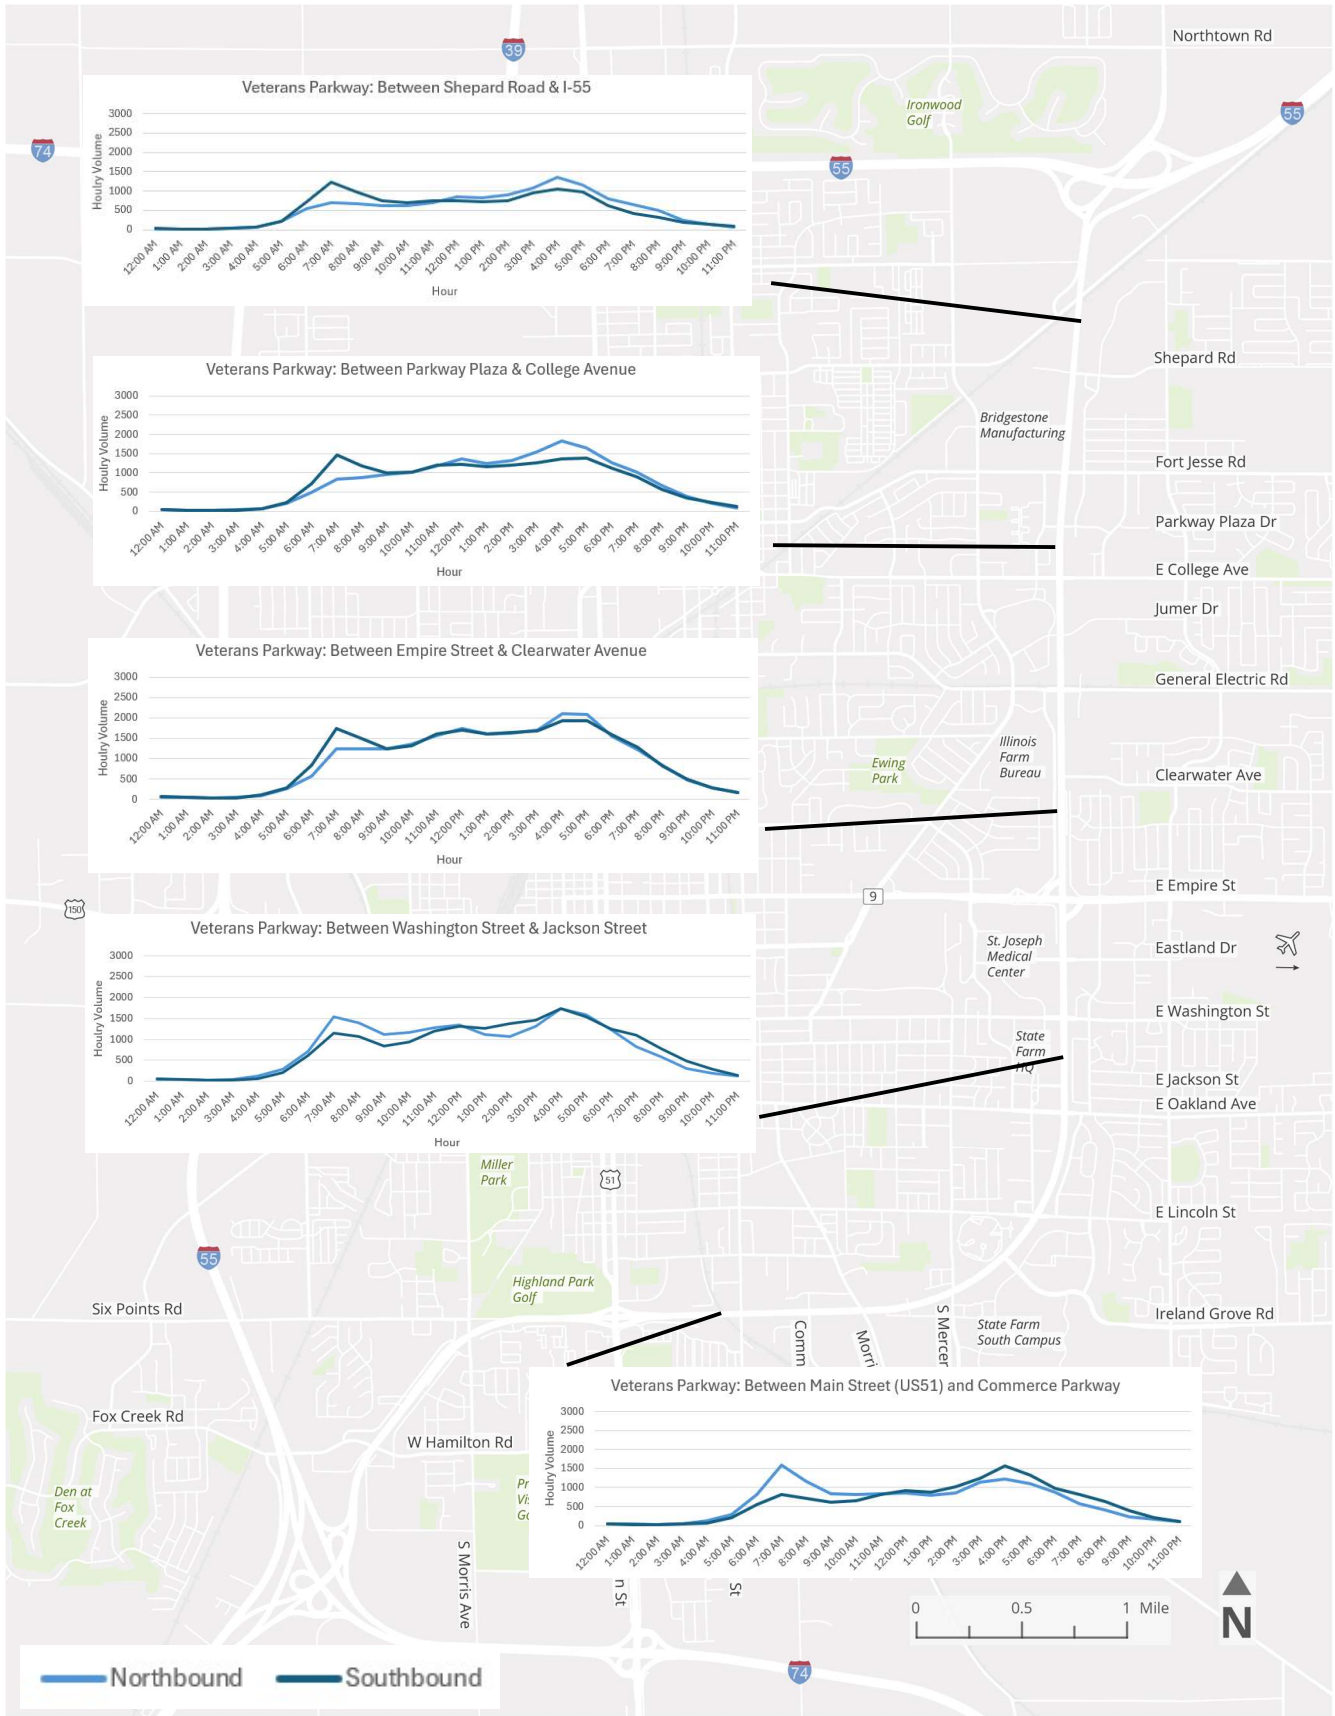 Northtown Rd
39
Veterans Parkway: Between Shepard Road & I-55
Ironwood
Golf
55
74
55
3000
2500
2000
1500
1000
500
0
Houlry Volume
12:00 AM
1:00 AM
2:00 AM
3:00 AM
4:00 AM
5:00 AM
6:00 AM
7:00 AM
8:00 AM
9:00 AM
10:00 AM
11:00 AM
12:00 PM
1:00 PM
2:00 PM
3:00 PM
4:00 PM
5:00 PM
6:00 PM
7:00 PM
8:00 PM
9:00 PM
10:00 PM
11:00 PM
Hour
Shepard Rd
Veterans Parkway: Between Parkway Plaza & College Avenue
3000
2500
2000
1500
1000
500
0
Houlry Volume
12:00 AM
1:00 AM
2:00 AM
3:00 AM
4:00 AM
5:00 AM
6:00 AM
7:00 AM
8:00 AM
9:00 AM
10:00 AM
11:00 AM
12:00 PM
1:00 PM
2:00 PM
3:00 PM
4:00 PM
5:00 PM
6:00 PM
7:00 PM
8:00 PM
9:00 PM
10:00 PM
11:00 PM
Hour
Bridgestone
Manufacturing
Fort Jesse Rd
Parkway Plaza Dr
E College Ave
Jumer Dr
Veterans Parkway: Between Empire Street & Clearwater Avenue
3000
2500
2000
1500
1000
500
0
Houlry Volume
12:00 AM
1:00 AM
2:00 AM
3:00 AM
4:00 AM
5:00 AM
6:00 AM
7:00 AM
8:00 AM
9:00 AM
10:00 AM
11:00 AM
12:00 PM
1:00 PM
2:00 PM
3:00 PM
4:00 PM
5:00 PM
6:00 PM
7:00 PM
8:00 PM
9:00 PM
10:00 PM
11:00 PM
Hour
General Electric Rd
Illinois
Farm
Bureau
Ewing
Park
Clearwater Ave
E Empire St
9
150
Veterans Parkway: Between Washington Street & Jackson Street
3000
2500
2000
1500
1000
500
0
Houlry Volume
12:00 AM
1:00 AM
2:00 AM
3:00 AM
4:00 AM
5:00 AM
6:00 AM
7:00 AM
8:00 AM
9:00 AM
10:00 AM
11:00 AM
12:00 PM
1:00 PM
2:00 PM
3:00 PM
4:00 PM
5:00 PM
6:00 PM
7:00 PM
8:00 PM
9:00 PM
10:00 PM
11:00 PM
Hour
St. Joseph
Medical
Center
Eastland Dr
E Washington St
State
Farm
HQ
E Jackson St
E Oakland Ave
Miller
Park
51
E Lincoln St
55
Highland Park
Golf
Six Points Rd
Comm
Morri
S Mercer
State Farm
South Campus
Ireland Grove Rd
Veterans Parkway: Between Main Street (US51) and Commerce Parkway
3000
2500
2000
1500
1000
500
0
Houlry Volume
12:00 AM
1:00 AM
2:00 AM
3:00 AM
4:00 AM
5:00 AM
6:00 AM
7:00 AM
8:00 AM
9:00 AM
10:00 AM
11:00 AM
12:00 PM
1:00 PM
2:00 PM
3:00 PM
4:00 PM
5:00 PM
6:00 PM
7:00 PM
8:00 PM
9:00 PM
10:00 PM
11:00 PM
Fox Creek Rd
W Hamilton Rd
Den at
Fox
Creek
Pr
Vis
Go
S Morris Ave
n St
St
0 0.5 1 Mile
N
Northbound Southbound
74